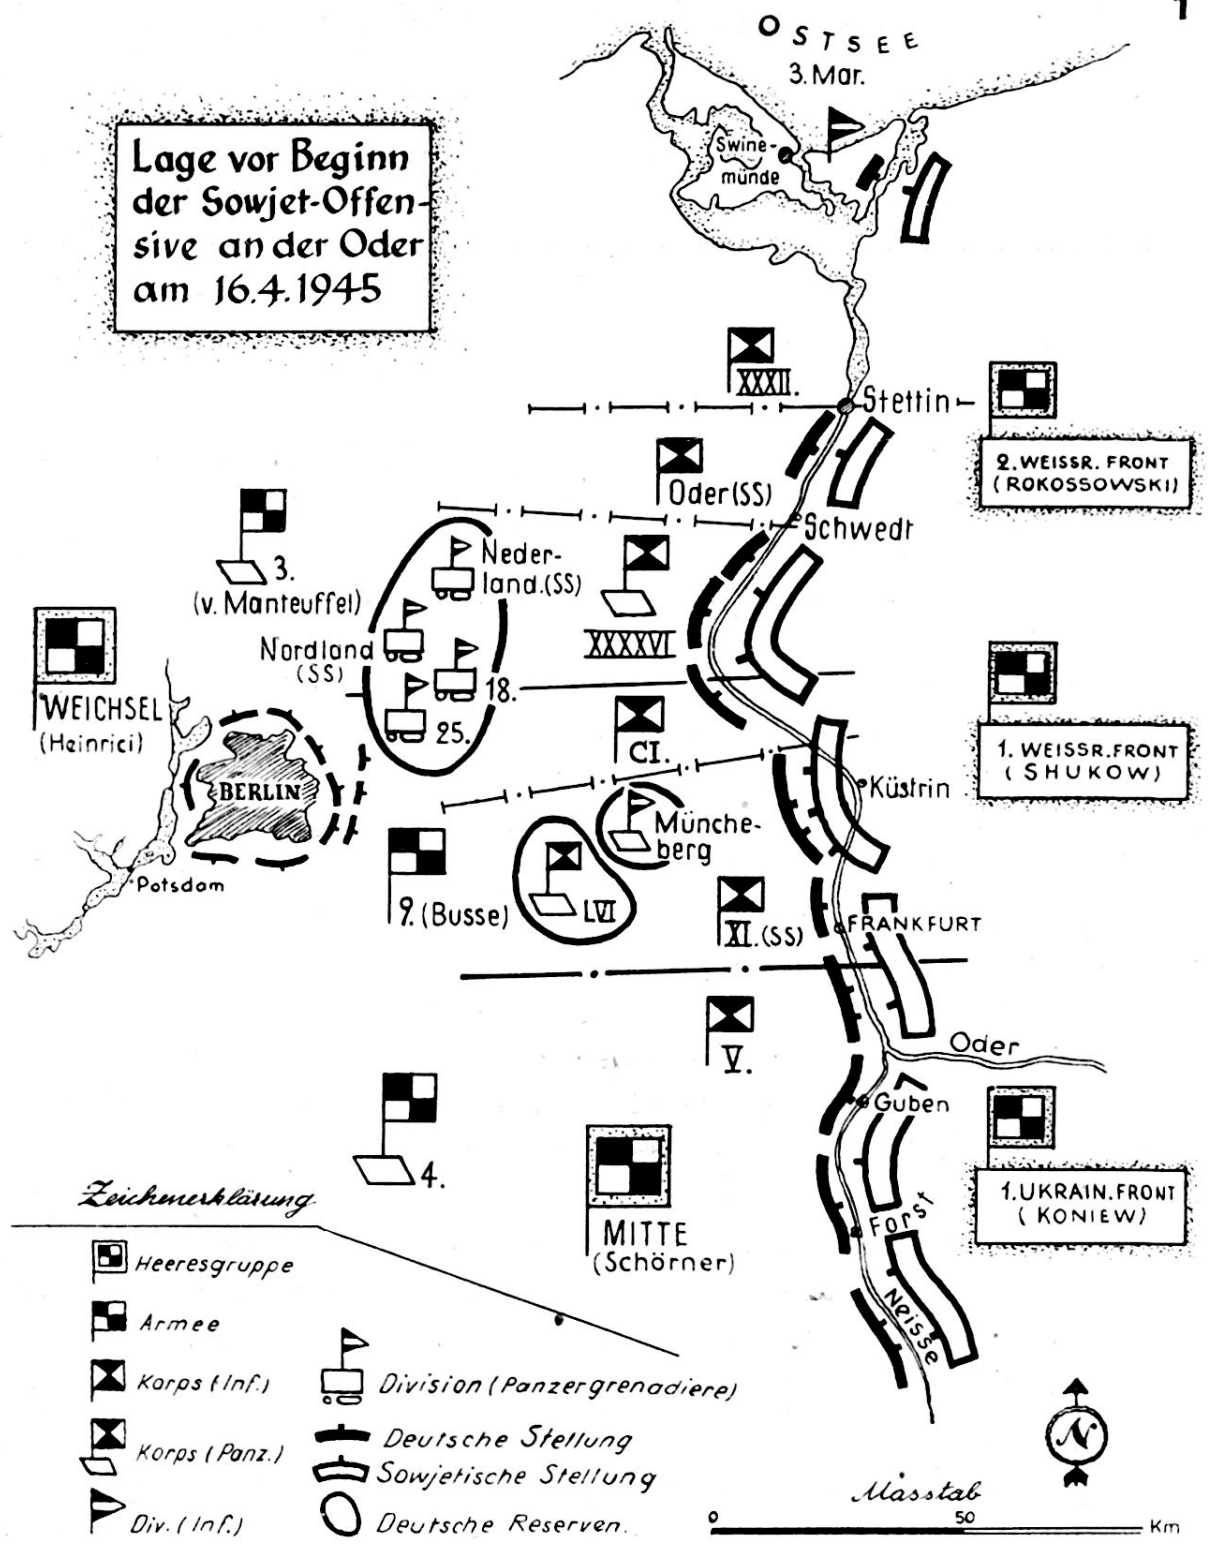 1
OSTSEE
3. Mar.
Lage vor Beginn
der Sowjet-Offen-
sive an der Oder
am 16.4.1945
Swine-
münde
XXXII.
Stettin
2. WEISSR. FRONT
(ROKOSSOWSKI)
Oder (SS)
Schwedt
3.
(v. Manteuffel)
Neder-
land. (SS)
Nordland
(SS)
18.
25.
XXXXVI
WEICHSEL
(Heinrici)
CI.
1. WEISSR. FRONT
(SHUKOW)
BERLIN
Küstrin
Münche-
berg
Potsdam
9. (Busse)
LVI
XI. (SS)
FRANKFURT
V.
Oder
Guben
4.
MITTE
(Schörner)
1. UKRAIN. FRONT
(KONIEW)
Forst
Neisse
Zeichenerklärung
Heeresgruppe
Armee
Korps (Inf.)
Korps (Panz.)
Div. (Inf.)
Division (Panzergrenadiere)
Deutsche Stellung
Sowjetische Stellung
Deutsche Reserven.
N
Masstab
0 50 Km